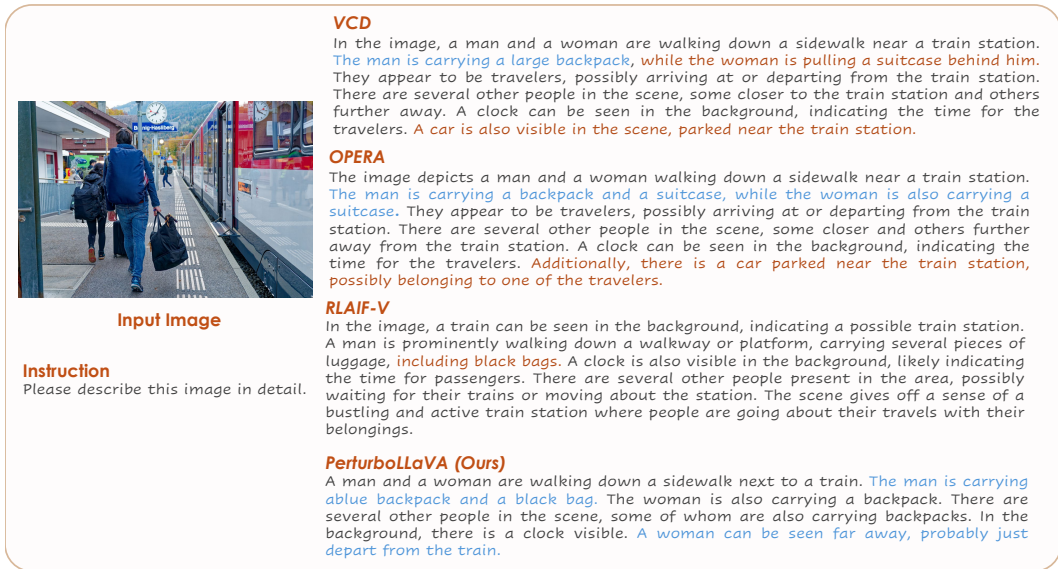 VCD
In the image, a man and a woman are walking down a sidewalk near a train station.
The man is carrying a large backpack, while the woman is pulling a suitcase behind him.
They appear to be travelers, possibly arriving at or departing from the train station.
There are several other people in the scene, some closer to the train station and others
further away. A clock can be seen in the background, indicating the time for the
travelers. A car is also visible in the scene, parked near the train station.
OPERA
The image depicts a man and a woman walking down a sidewalk near a train station.
The man is carrying a backpack and a suitcase, while the woman is also carrying a
suitcase. They appear to be travelers, possibly arriving at or departing from the train
station. There are several other people in the scene, some closer and others further
away from the train station. A clock can be seen in the background, indicating the
time for the travelers. Additionally, there is a car parked near the train station,
possibly belonging to one of the travelers.
RLAIF-V
In the image, a train can be seen in the background, indicating a possible train station.
A man is prominently walking down a walkway or platform, carrying several pieces of
luggage, including black bags. A clock is also visible in the background, likely indicating
the time for passengers. There are several other people present in the area, possibly
waiting for their trains or moving about the station. The scene gives off a sense of a
bustling and active train station where people are going about their travels with their
belongings.
PerturboLLaVA (Ours)
A man and a woman are walking down a sidewalk next to a train. The man is carrying
ablue backpack and a black bag. The woman is also carrying a backpack. There are
several other people in the scene, some of whom are also carrying backpacks. In the
background, there is a clock visible. A woman can be seen far away, probably just
depart from the train.
Input Image
Instruction
Please describe this image in detail.